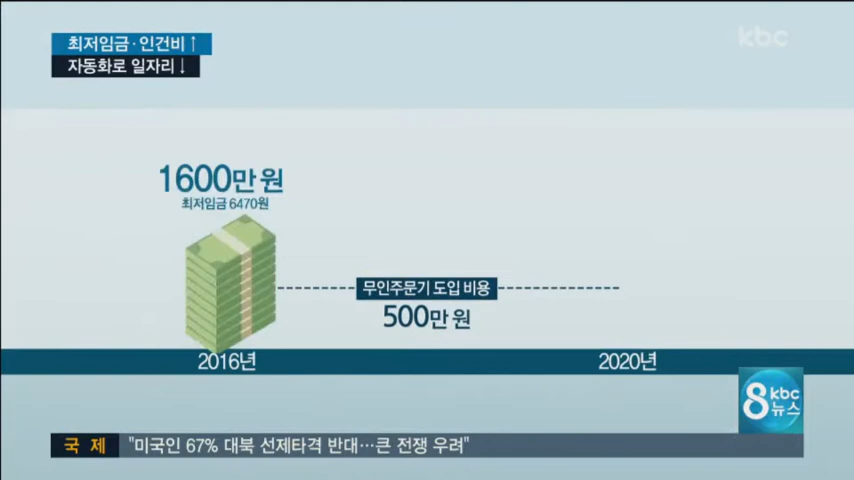 최저임금·인건비↑
kbc
자동화로 일자리↓
1600만 원
최저임금 6470원
무인주문기 도입 비용
500만 원
2016년
2020년
8 kbc 뉴스
국 제 "미국인 67% 대북 선제타격 반대…큰 전쟁 우려"